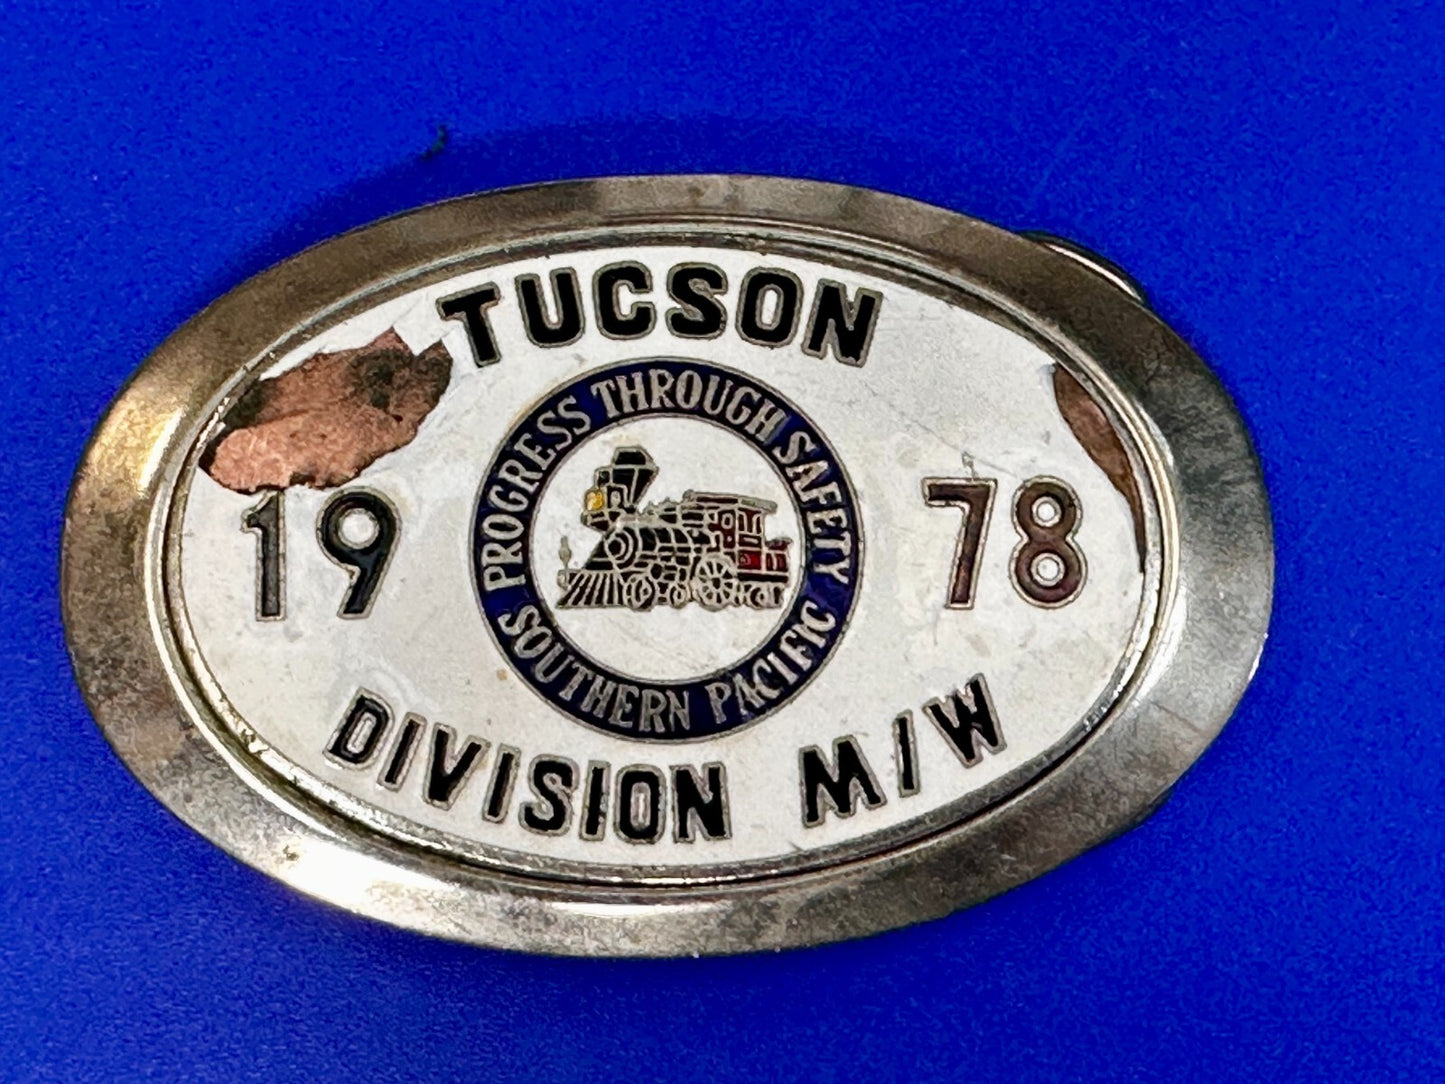 TUCSON
PROGRESS THROUGH SAFETY
19 78
SOUTHERN PACIFIC
DIVISION M/W